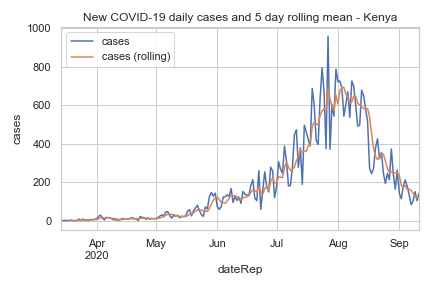 New COVID-19 daily cases and 5 day rolling mean - Kenya
cases
cases (rolling)
1000
800
600
400
200
0
cases
Apr
2020
May
Jun
Jul
Aug
Sep
dateRep